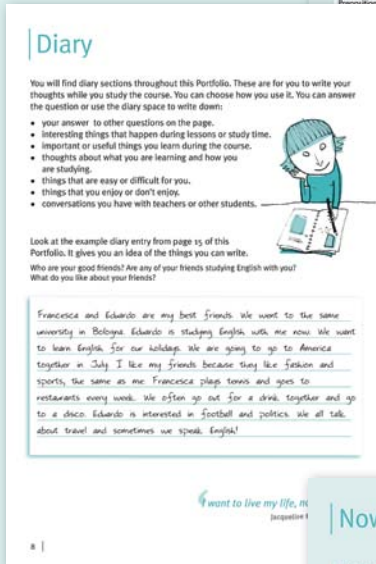 Diary
You will find diary sections throughout this Portfolio. These are for you to write your
thoughts while you study the course. You can choose how you use it. You can answer
the question or use the diary space to write down:
• your answer to other questions on the page.
• interesting things that happen during lessons or study time.
• important or useful things you learn during the course.
• thoughts about what you are learning and how you
are studying.
• things that are easy or difficult for you.
• things that you enjoy or don't enjoy.
• conversations you have with teachers or other students.
Look at the example diary entry from page 15 of this
Portfolio. It gives you an idea of the things you can write.
Who are your good friends? Are any of your friends studying English with you?
What do you like about your friends?
Francesca and Eduardo are my best friends. We went to the same
university in Bologna. Eduardo is studying English with me now. We want
to learn English for our holidays. We are going to go to America
together in July. I like my friends because they like fashion and
sports, the same as me. Francesca plays tennis and goes to
restaurants every week. We often go out for a drink together and go
to a disco. Eduardo is interested in football and politics. We all talk
about travel and sometimes we speak English!
I want to live my life,
Jacqueline
8
Now